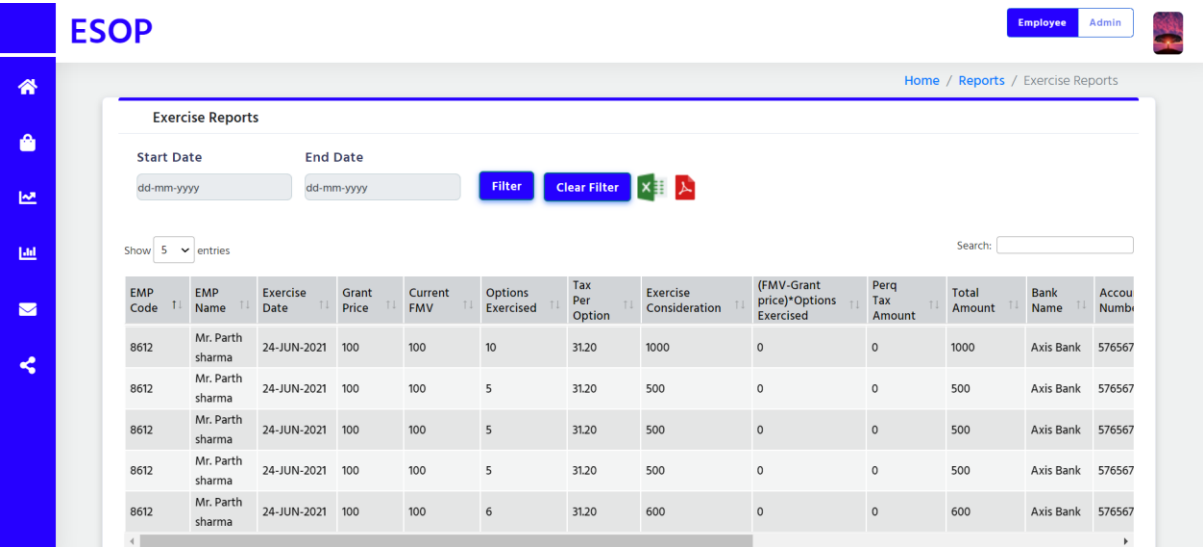 ESOP
Employee Admin
Home / Reports / Exercise Reports
Exercise Reports
Start Date End Date
dd-mm-yyyy dd-mm-yyyy Filter Clear Filter
Show 5 entries Search:
EMP Code EMP Name Exercise Date Grant Price Current FMV Options Exercised Tax Per Option Exercise Consideration (FMV-Grant price)*Options Exercised Perq Tax Amount Total Amount Bank Name Accou Numb
8612 Mr. Parth sharma 24-JUN-2021 100 100 10 31.20 1000 0 0 1000 Axis Bank 576567
8612 Mr. Parth sharma 24-JUN-2021 100 100 5 31.20 500 0 0 500 Axis Bank 576567
8612 Mr. Parth sharma 24-JUN-2021 100 100 5 31.20 500 0 0 500 Axis Bank 576567
8612 Mr. Parth sharma 24-JUN-2021 100 100 5 31.20 500 0 0 500 Axis Bank 576567
8612 Mr. Parth sharma 24-JUN-2021 100 100 6 31.20 600 0 0 600 Axis Bank 576567